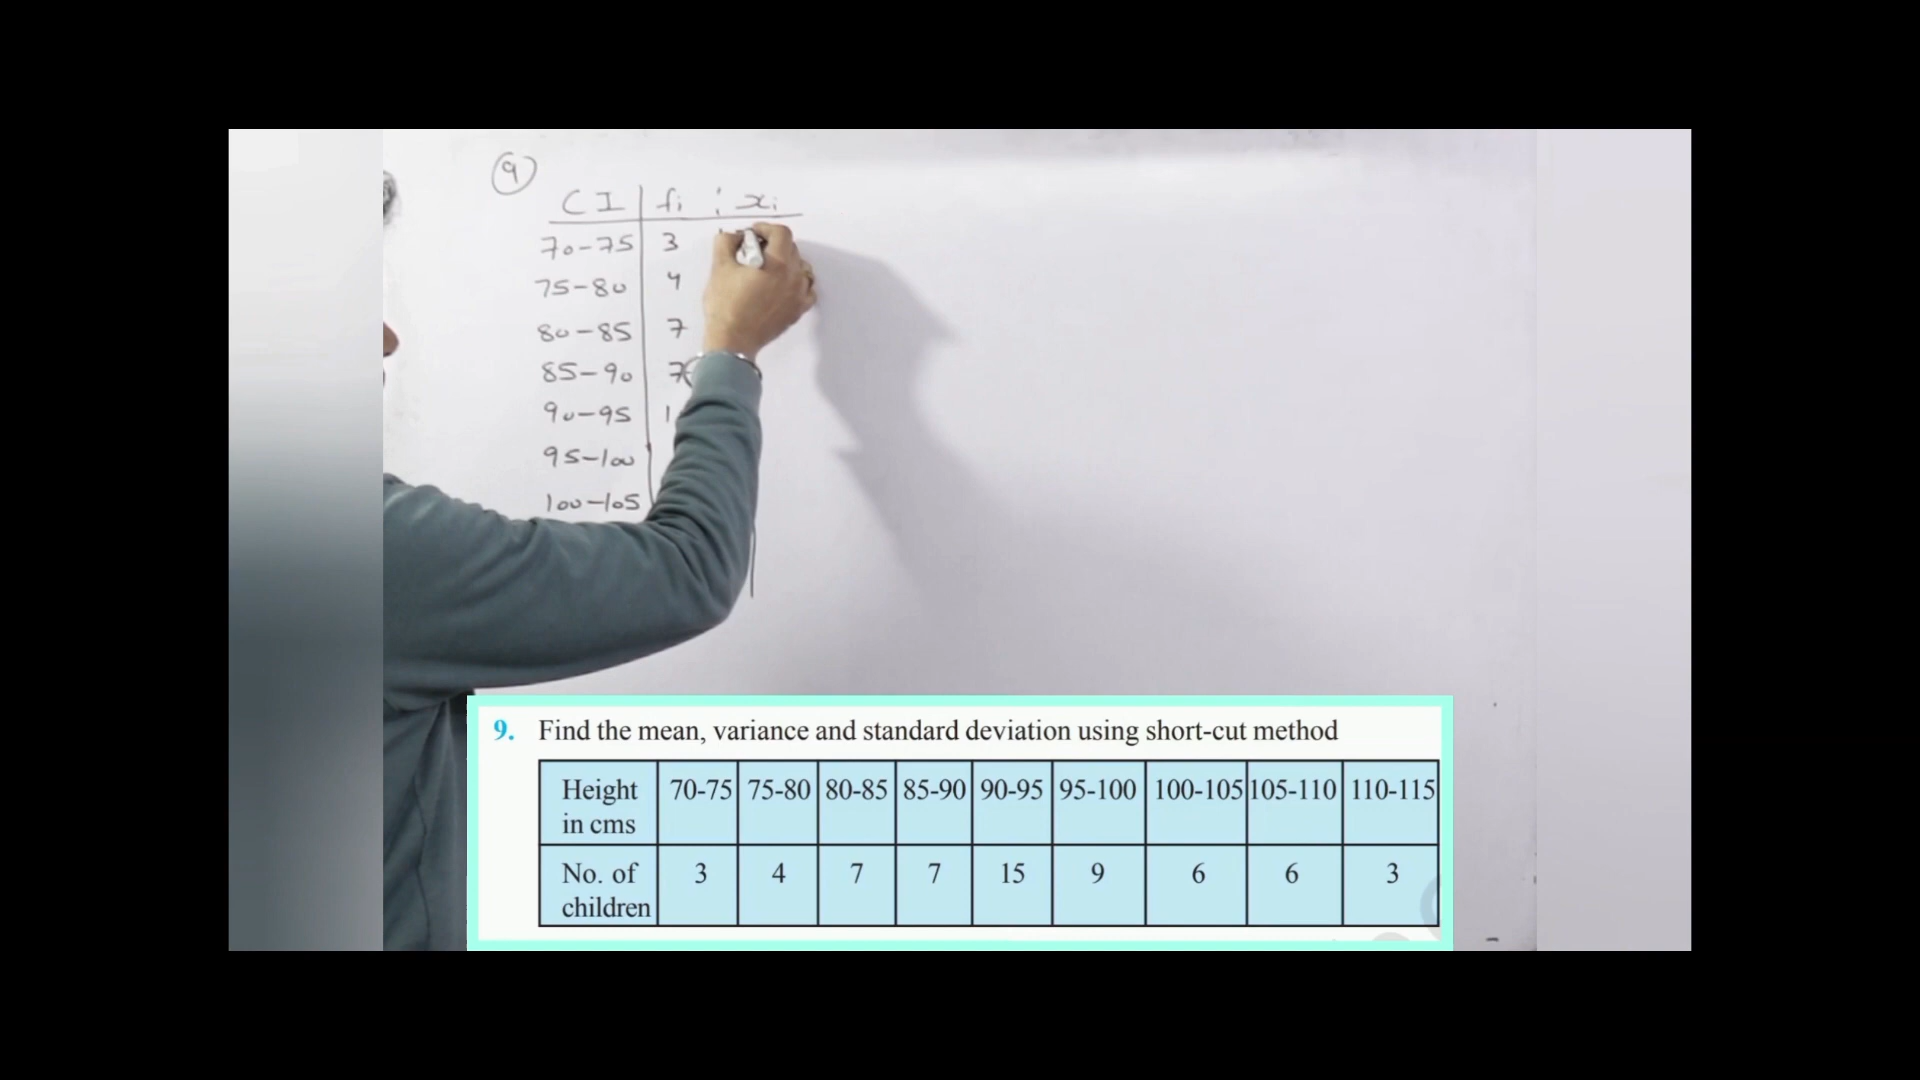 9
CI fi xi
70-75 3
75-80 4
80-85 7
85-90 7
90-95 1
95-100
100-105
9. Find the mean, variance and standard deviation using short-cut method
Height in cms 70-75 75-80 80-85 85-90 90-95 95-100 100-105 105-110 110-115
No. of children 3 4 7 7 15 9 6 6 3